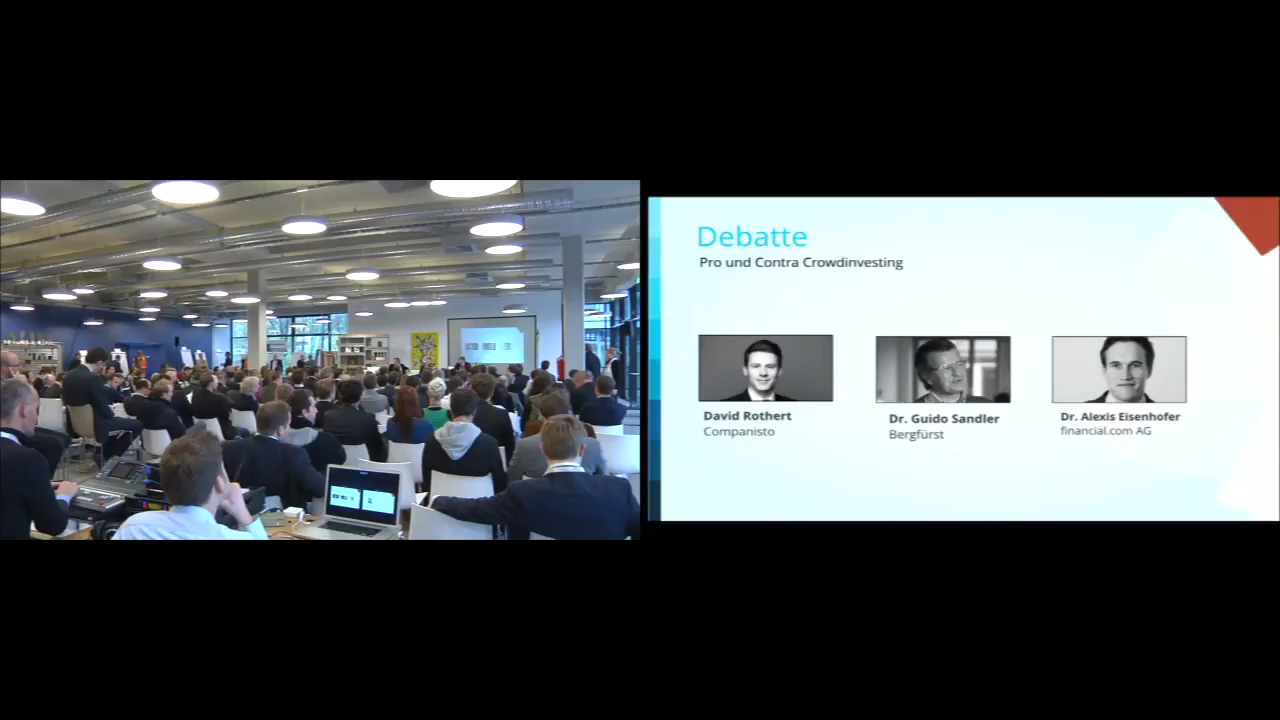 Debatte
Pro und Contra Crowdinvesting
David Rothert
Companisto
Dr. Guido Sandler
Bergfürst
Dr. Alexis Eisenhofer
financial.com AG